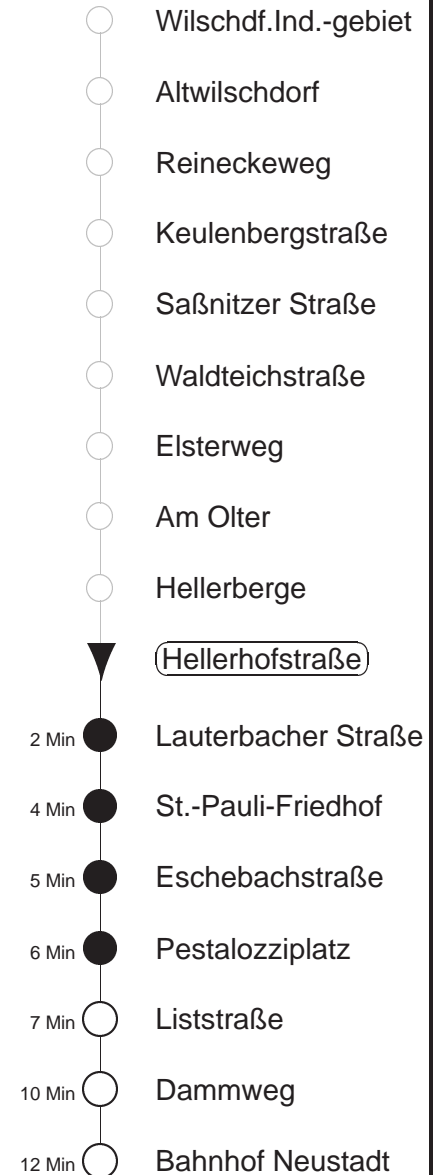 Wilschdf.Ind.-gebiet
Altwilschdorf
Reineckeweg
Keulenbergstraße
Saßnitzer Straße
Waldteichstraße
Elsterweg
Am Olter
Hellerberge
Hellerhofstraße
2 Min Lauterbacher Straße
4 Min St.-Pauli-Friedhof
5 Min Eschebachstraße
6 Min Pestalozziplatz
7 Min Liststraße
10 Min Dammweg
12 Min Bahnhof Neustadt